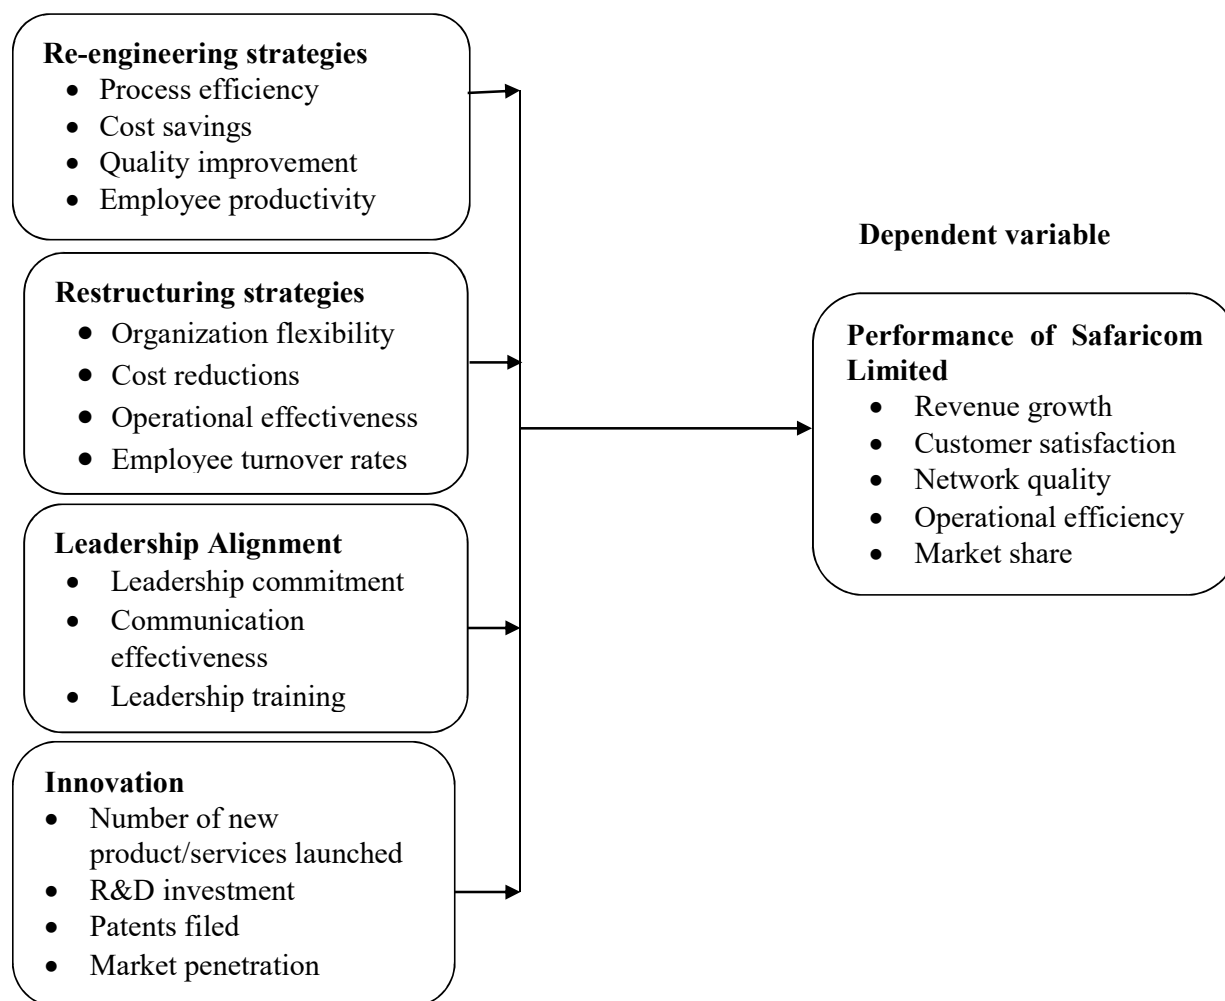 Re-engineering strategies
• Process efficiency
• Cost savings
• Quality improvement
• Employee productivity
Restructuring strategies
• Organization flexibility
• Cost reductions
• Operational effectiveness
• Employee turnover rates
Leadership Alignment
• Leadership commitment
• Communication
effectiveness
• Leadership training
Innovation
• Number of new
product/services launched
• R&D investment
• Patents filed
• Market penetration
Dependent variable
Performance of Safaricom
Limited
• Revenue growth
• Customer satisfaction
• Network quality
• Operational efficiency
• Market share